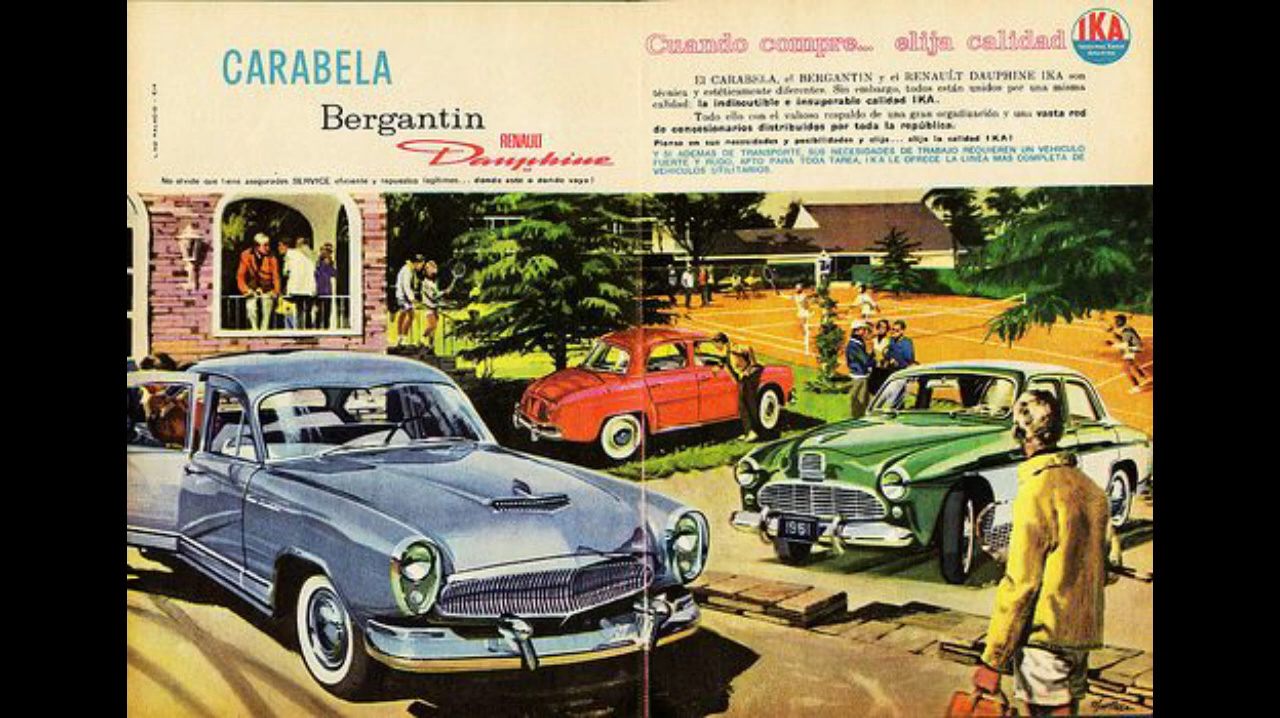 CARABELA
Bergantin
RENAULT
Dauphine
No olvide que tiene asegurados SERVICE eficiente y repuestos legítimos... donde esté o donde vaya!
Cuando compre... elija calidad
IKA
El CARABELA, el BERGANTIN y el RENAULT DAUPHINE IKA son
técnica y estéticamente diferentes. Sin embargo, todos están unidos por una misma
calidad: la indiscutible e insuperable calidad IKA.
Todo ello con el valioso respaldo de una gran organización y una vasta red
de concesionarios distribuidos por toda la república.
Piense en sus necesidades y posibilidades y elija... elija la calidad IKA!
Y SI ADEMAS DE TRANSPORTE, SUS NECESIDADES DE TRABAJO REQUIEREN UN VEHICULO
FUERTE Y RUDO, APTO PARA TODA TAREA, IKA LE OFRECE LA LINEA MAS COMPLETA DE
VEHICULOS UTILITARIOS.
1961